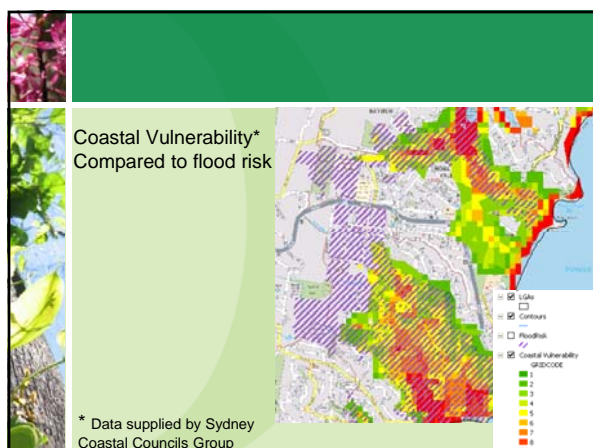 Coastal Vulnerability*
Compared to flood risk
LGAs
Contours
FloodRisk
Coastal Vulnerability
GRIDCODE
1
2
3
4
5
6
7
8
* Data supplied by Sydney
Coastal Councils Group